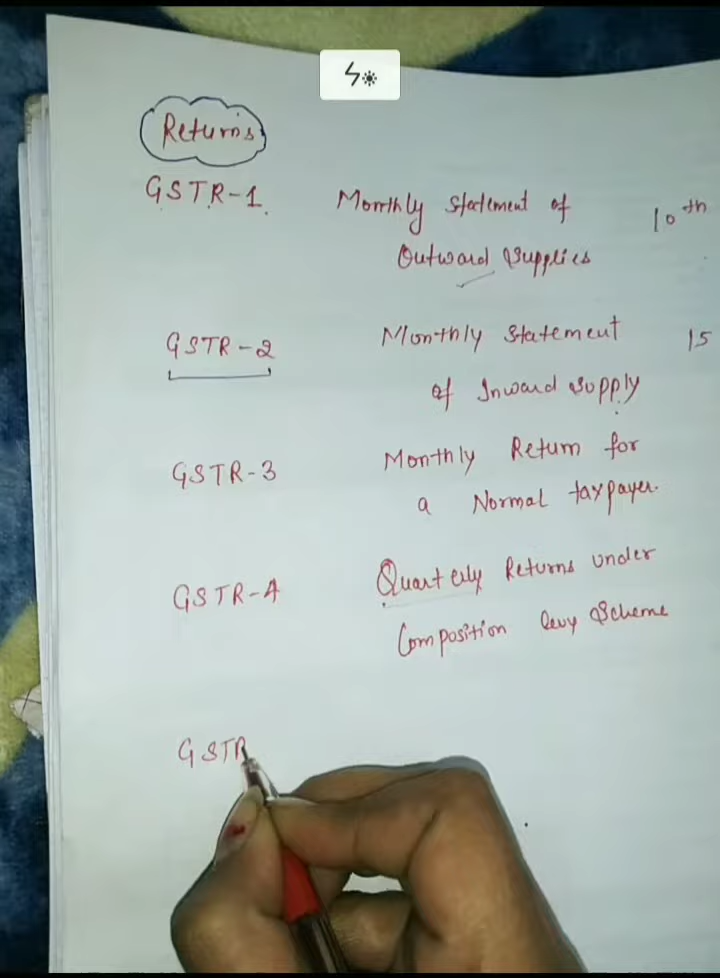 Returns
GSTR-1. Monthly statement of 10th
Outward Supplies
GSTR-2 Monthly statement 15
of Inward Supply
GSTR-3 Monthly Return for
a Normal taxpayer.
GSTR-4 Quarterly Returns under
Composition levy Scheme
GSTR